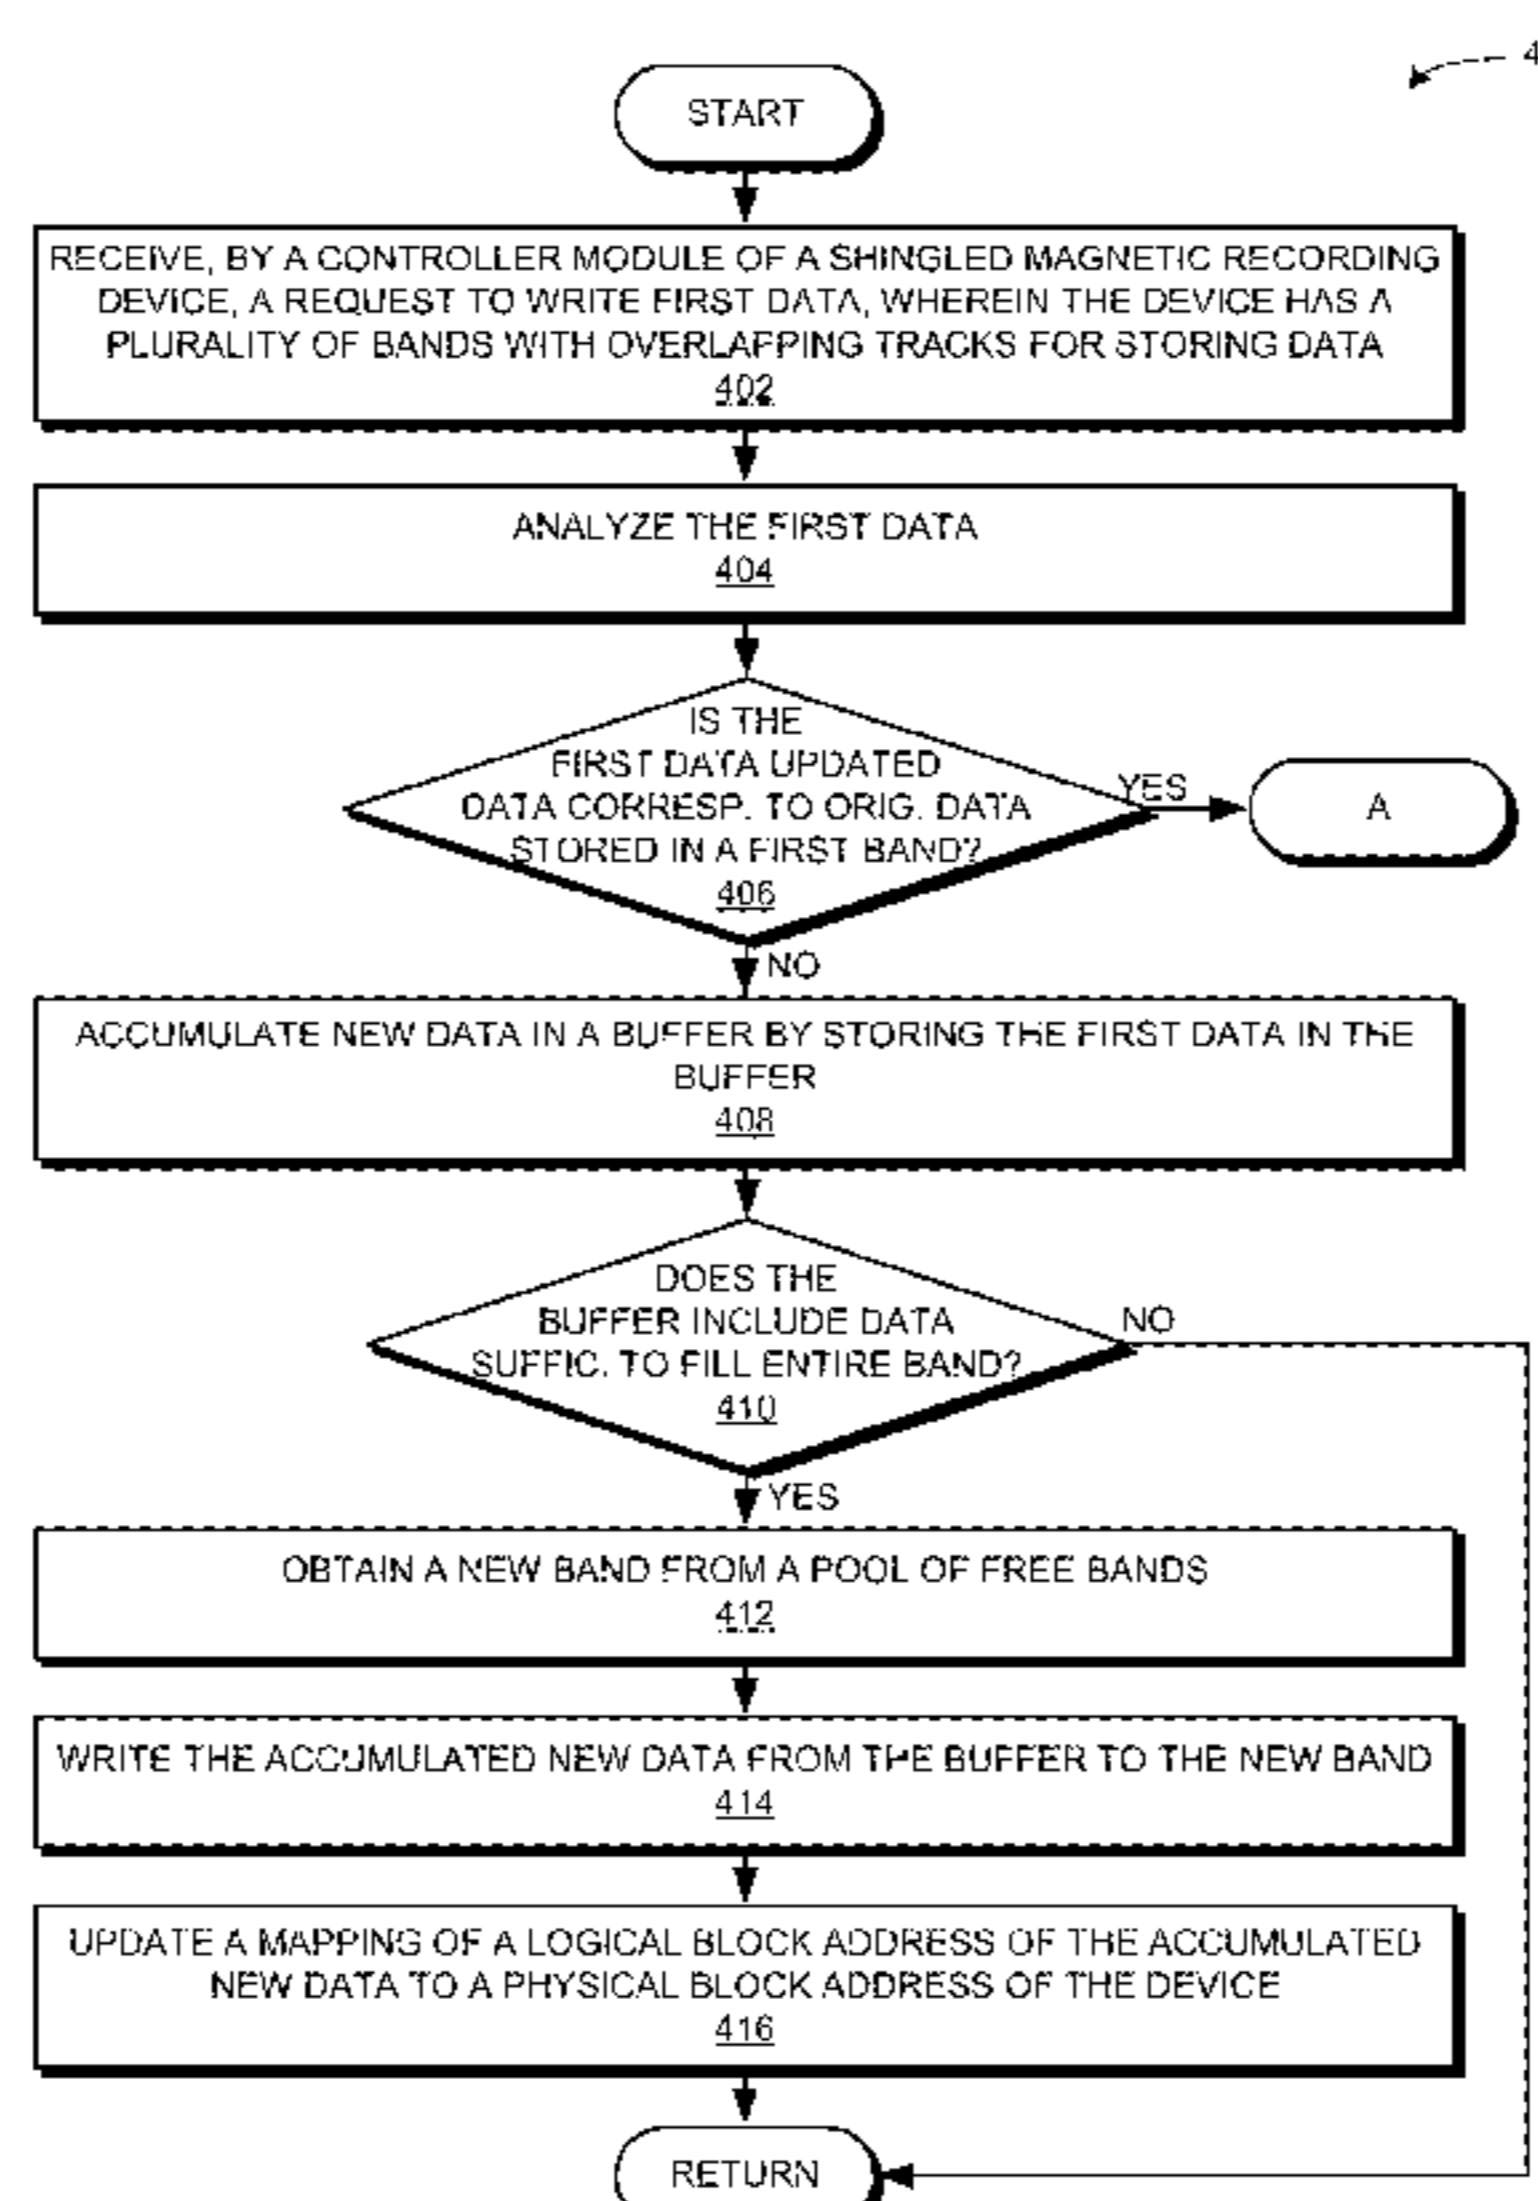 4
START
RECEIVE, BY A CONTROLLER MODULE OF A SHINGLED MAGNETIC RECORDING
DEVICE, A REQUEST TO WRITE FIRST DATA, WHEREIN THE DEVICE HAS A
PLURALITY OF BANDS WITH OVERLAPPING TRACKS FOR STORING DATA
402
ANALYZE THE FIRST DATA
404
IS THE
FIRST DATA UPDATED
DATA CORRESP. TO ORIG. DATA
STORED IN A FIRST BAND?
406
YES
A
NO
ACCUMULATE NEW DATA IN A BUFFER BY STORING THE FIRST DATA IN THE
BUFFER
408
DOES THE
BUFFER INCLUDE DATA
SUFFIC. TO FILL ENTIRE BAND?
410
NO
YES
OBTAIN A NEW BAND FROM A POOL OF FREE BANDS
412
WRITE THE ACCUMULATED NEW DATA FROM THE BUFFER TO THE NEW BAND
414
UPDATE A MAPPING OF A LOGICAL BLOCK ADDRESS OF THE ACCUMULATED
NEW DATA TO A PHYSICAL BLOCK ADDRESS OF THE DEVICE
416
RETURN